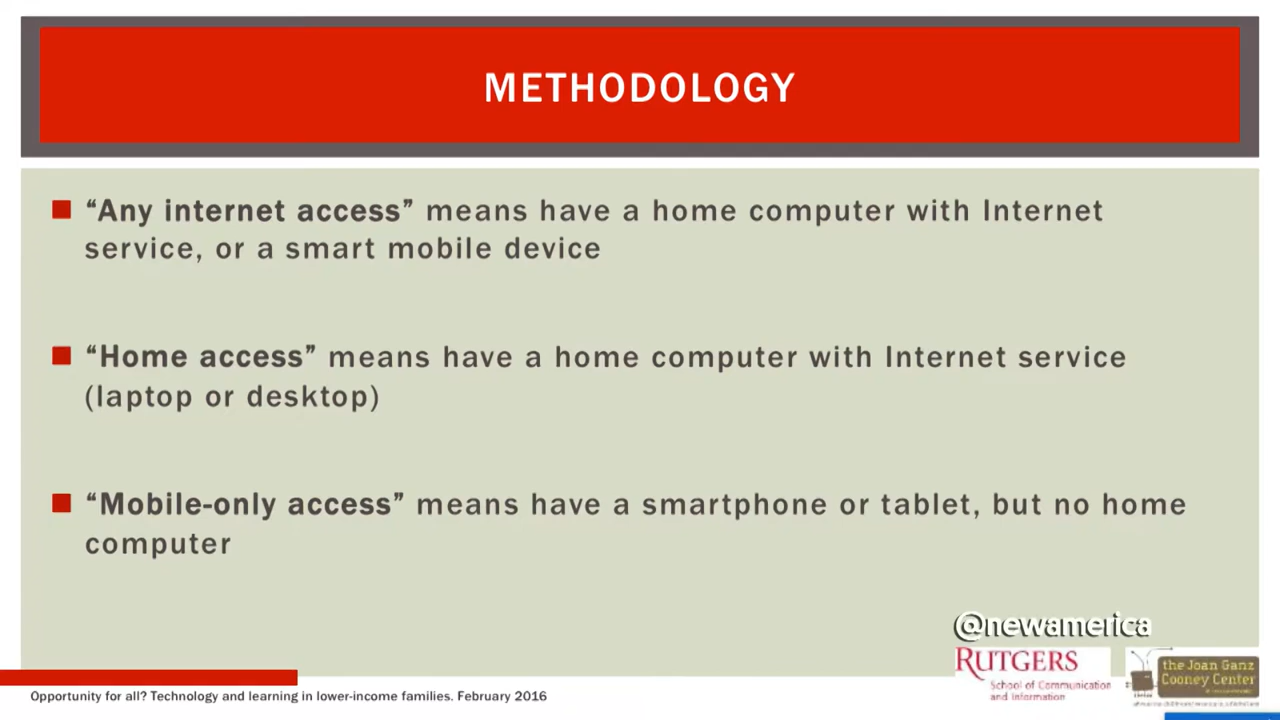 METHODOLOGY
“Any internet access” means have a home computer with Internet
service, or a smart mobile device
“Home access” means have a home computer with Internet service
(laptop or desktop)
“Mobile-only access” means have a smartphone or tablet, but no home
computer
@newamerica
RUTGERS
School of Communication
and Information
the Joan Ganz
Cooney Center
Opportunity for all? Technology and learning in lower-income families. February 2016